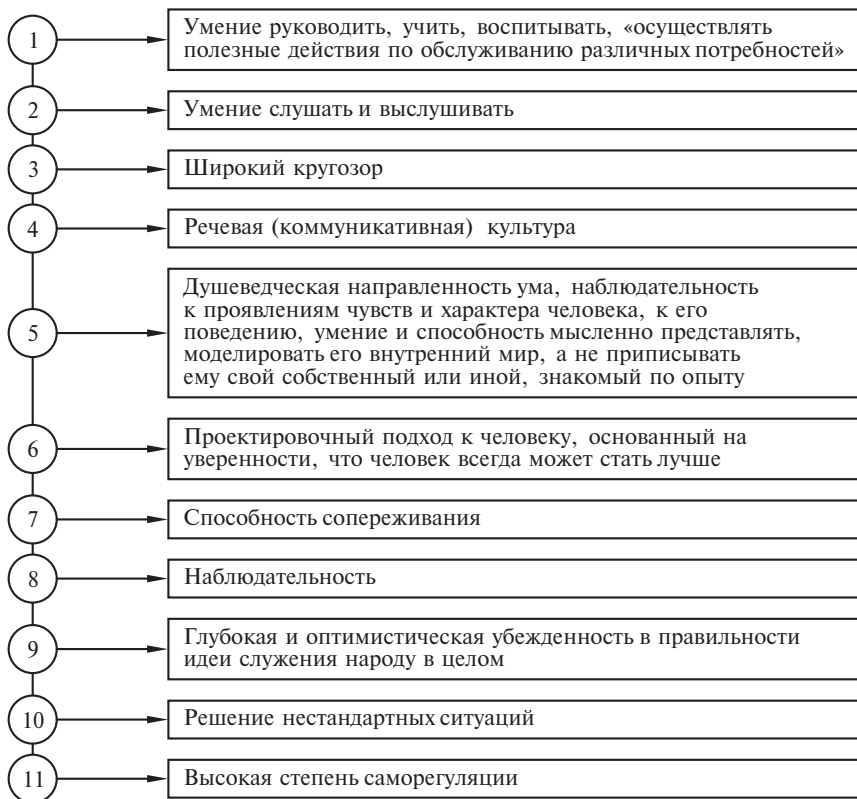 1 Умение руководить, учить, воспитывать, «осуществлять
полезные действия по обслуживанию различных потребностей»
2 Умение слушать и выслушивать
3 Широкий кругозор
4 Речевая (коммуникативная) культура
5 Душеведческая направленность ума, наблюдательность
к проявлениям чувств и характера человека, к его
поведению, умение и способность мысленно представлять,
моделировать его внутренний мир, а не приписывать
ему свой собственный или иной, знакомый по опыту
6 Проектировочный подход к человеку, основанный на
уверенности, что человек всегда может стать лучше
7 Способность сопереживания
8 Наблюдательность
9 Глубокая и оптимистическая убежденность в правильности
идеи служения народу в целом
10 Решение нестандартных ситуаций
11 Высокая степень саморегуляции